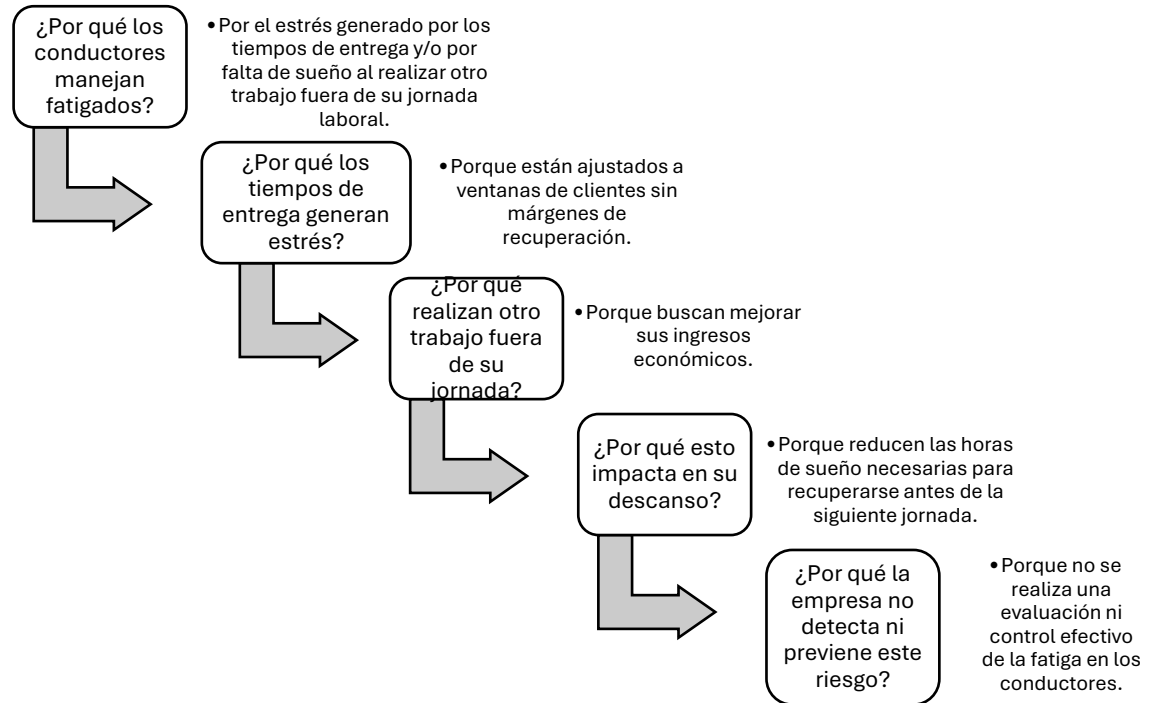 ¿Por qué los
conductores
manejan
fatigados?
•Por el estrés generado por los
tiempos de entrega y/o por
falta de sueño al realizar otro
trabajo fuera de su jornada
laboral.
¿Por qué los
tiempos de
entrega generan
estrés?
•Porque están ajustados a
ventanas de clientes sin
márgenes de
recuperación.
¿Por qué
realizan otro
trabajo fuera
de su
jornada?
•Porque buscan mejorar
sus ingresos
económicos.
¿Por qué esto
impacta en su
descanso?
•Porque reducen las horas
de sueño necesarias para
recuperarse antes de la
siguiente jornada.
¿Por qué la
empresa no
detecta ni
previene este
riesgo?
•Porque no se
realiza una
evaluación ni
control efectivo
de la fatiga en los
conductores.